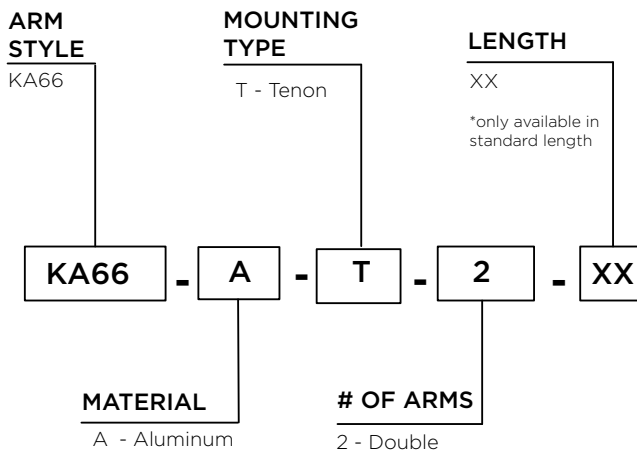 ARM
STYLE
KA66
MOUNTING
TYPE
T - Tenon
LENGTH
XX
*only available in
standard length
KA66 - A - T - 2 - XX
MATERIAL
A - Aluminum
# OF ARMS
2 - Double